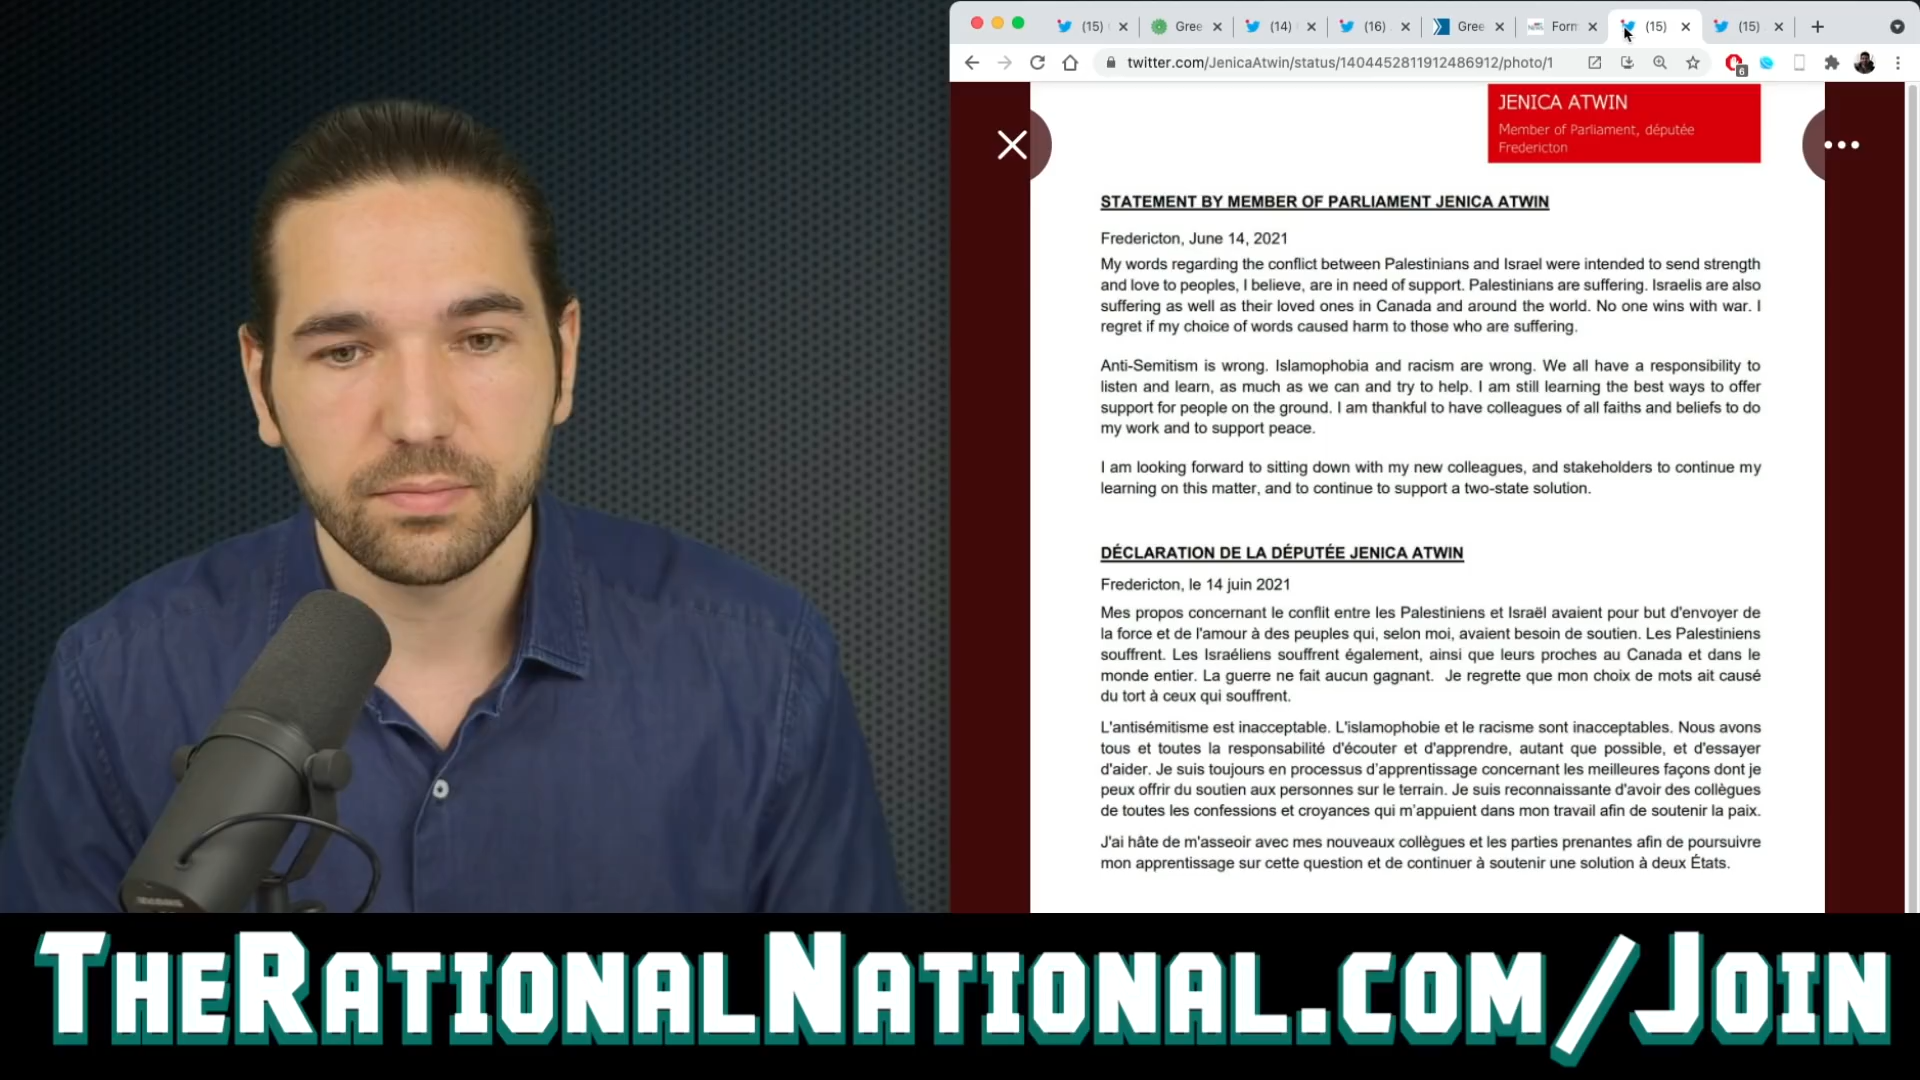 (15)
Gree
(14)
(16)
Gree
Form
(15)
(15)
twitter.com/JenicaAtwin/status/1404452811912486912/photo/1
6
JENICA ATWIN
Member of Parliament, députée
Fredericton
STATEMENT BY MEMBER OF PARLIAMENT JENICA ATWIN
Fredericton, June 14, 2021
My words regarding the conflict between Palestinians and Israel were intended to send strength
and love to peoples, I believe, are in need of support. Palestinians are suffering. Israelis are also
suffering as well as their loved ones in Canada and around the world. No one wins with war. I
regret if my choice of words caused harm to those who are suffering.
Anti-Semitism is wrong. Islamophobia and racism are wrong. We all have a responsibility to
listen and learn, as much as we can and try to help. I am still learning the best ways to offer
support for people on the ground. I am thankful to have colleagues of all faiths and beliefs to do
my work and to support peace.
I am looking forward to sitting down with my new colleagues, and stakeholders to continue my
learning on this matter, and to continue to support a two-state solution.
DÉCLARATION DE LA DÉPUTÉE JENICA ATWIN
Fredericton, le 14 juin 2021
Mes propos concernant le conflit entre les Palestiniens et Israël avaient pour but d'envoyer de
la force et de l'amour à des peuples qui, selon moi, avaient besoin de soutien. Les Palestiniens
souffrent. Les Israéliens souffrent également, ainsi que leurs proches au Canada et dans le
monde entier. La guerre ne fait aucun gagnant. Je regrette que mon choix de mots ait causé
du tort à ceux qui souffrent.
L'antisémitisme est inacceptable. L'islamophobie et le racisme sont inacceptables. Nous avons
tous et toutes la responsabilité d'écouter et d'apprendre, autant que possible, et d'essayer
d'aider. Je suis toujours en processus d'apprentissage concernant les meilleures façons dont je
peux offrir du soutien aux personnes sur le terrain. Je suis reconnaissante d'avoir des collègues
de toutes les confessions et croyances qui m'appuient dans mon travail afin de soutenir la paix.
J'ai hâte de m'asseoir avec mes nouveaux collègues et les parties prenantes afin de poursuivre
mon apprentissage sur cette question et de continuer à soutenir une solution à deux États.
THERATIONALNATIONAL.COM/JOIN